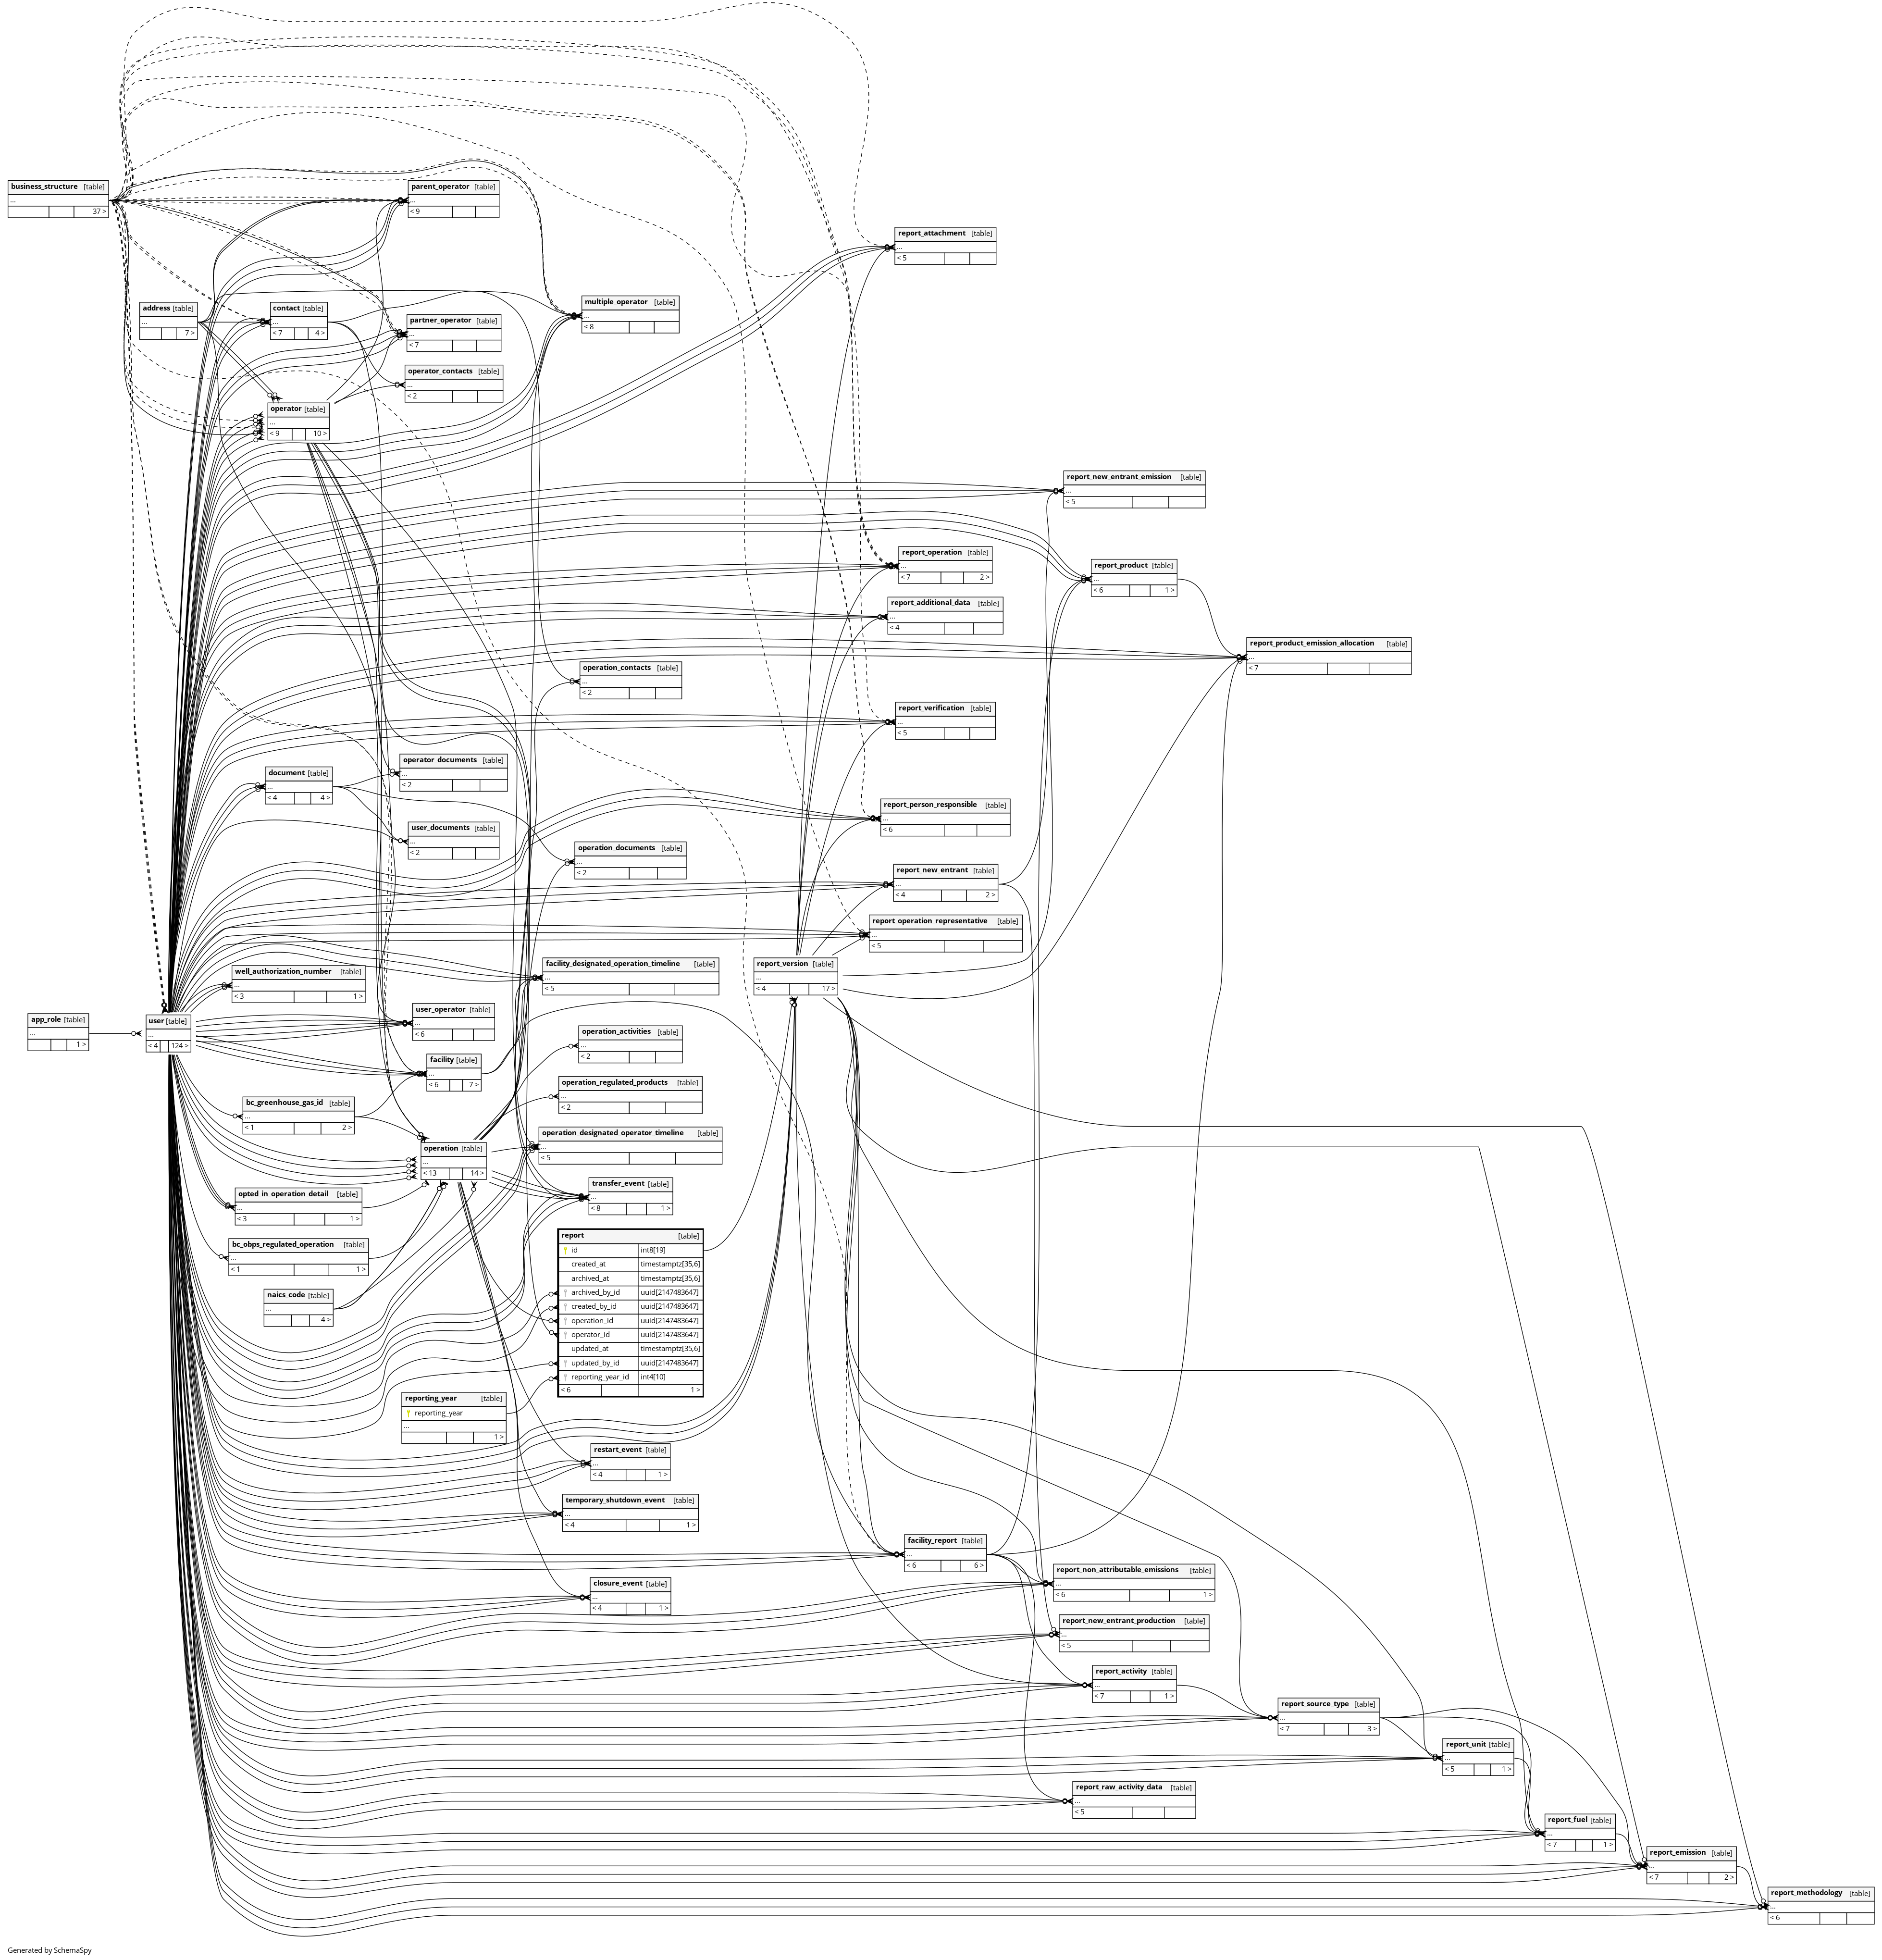 business_structure [table]
...
37 >
parent_operator [table]
...
< 9
report_attachment [table]
...
< 5
multiple_operator [table]
...
< 8
address [table]
...
7 >
contact [table]
...
< 7 4 >
partner_operator [table]
...
< 7
operator_contacts [table]
...
< 2
operator [table]
...
< 9 10 >
report_new_entrant_emission [table]
...
< 5
report_operation [table]
...
< 7 2 >
report_product [table]
...
< 6 1 >
report_additional_data [table]
...
< 4
report_product_emission_allocation [table]
...
< 7
operation_contacts [table]
...
< 2
report_verification [table]
...
< 5
operator_documents [table]
...
< 2
document [table]
...
< 4 4 >
report_person_responsible [table]
...
< 6
user_documents [table]
...
< 2
operation_documents [table]
...
< 2
report_new_entrant [table]
...
< 4 2 >
report_operation_representative [table]
...
< 5
facility_designated_operation_timeline [table]
...
< 5
report_version [table]
...
< 4 17 >
well_authorization_number [table]
...
< 3 1 >
user_operator [table]
...
< 6
app_role [table]
...
1 >
user [table]
...
< 4 124 >
operation_activities [table]
...
< 2
facility [table]
...
< 6 7 >
operation_regulated_products [table]
...
< 2
bc_greenhouse_gas_id [table]
...
< 1 2 >
operation_designated_operator_timeline [table]
...
< 5
operation [table]
...
< 13 14 >
transfer_event [table]
...
< 8 1 >
opted_in_operation_detail [table]
...
< 3 1 >
report [table]
id int8[19]
created_at timestamptz[35,6]
archived_at timestamptz[35,6]
archived_by_id uuid[2147483647]
created_by_id uuid[2147483647]
operation_id uuid[2147483647]
operator_id uuid[2147483647]
updated_at timestamptz[35,6]
updated_by_id uuid[2147483647]
reporting_year_id int4[10]
< 6 1 >
bc_obps_regulated_operation [table]
...
< 1 1 >
naics_code [table]
...
4 >
reporting_year [table]
reporting_year
...
1 >
restart_event [table]
...
< 4 1 >
temporary_shutdown_event [table]
...
< 4 1 >
facility_report [table]
...
< 6 6 >
closure_event [table]
...
< 4 1 >
report_non_attributable_emissions [table]
...
< 6 1 >
report_new_entrant_production [table]
...
< 5
report_activity [table]
...
< 7 1 >
report_source_type [table]
...
< 7 3 >
report_unit [table]
...
< 5 1 >
report_raw_activity_data [table]
...
< 5
report_fuel [table]
...
< 7 1 >
report_emission [table]
...
< 7 2 >
report_methodology [table]
...
< 6
Generated by SchemaSpy